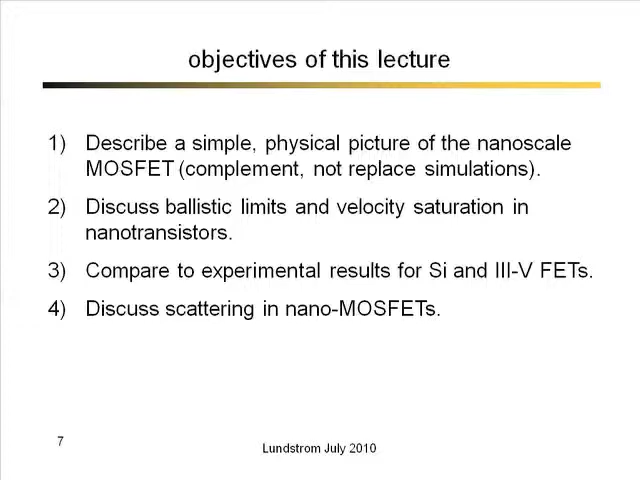 objectives of this lecture
1) Describe a simple, physical picture of the nanoscale
MOSFET (complement, not replace simulations).
2) Discuss ballistic limits and velocity saturation in
nanotransistors.
3) Compare to experimental results for Si and III-V FETs.
4) Discuss scattering in nano-MOSFETs.
7
Lundstrom July 2010